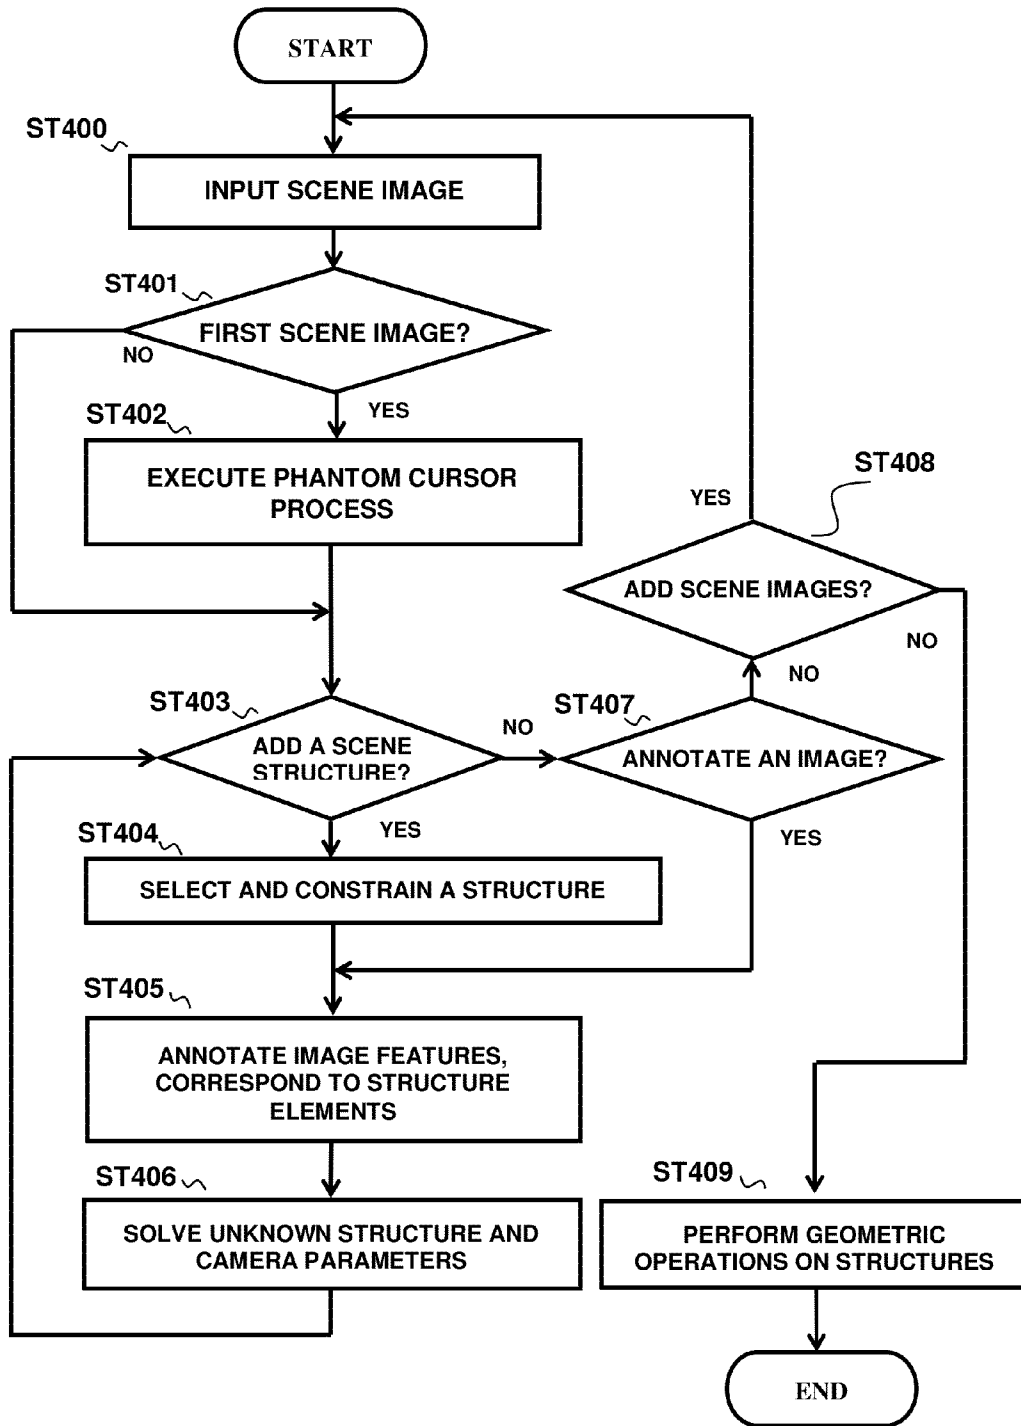 START
ST400
INPUT SCENE IMAGE
ST401
FIRST SCENE IMAGE?
NO
YES
ST402
EXECUTE PHANTOM CURSOR
PROCESS
ST408
YES
ADD SCENE IMAGES?
NO
NO
ST403
ST407
NO
ADD A SCENE
STRUCTURE?
ANNOTATE AN IMAGE?
YES
YES
ST404
SELECT AND CONSTRAIN A STRUCTURE
ST405
ANNOTATE IMAGE FEATURES,
CORRESPOND TO STRUCTURE
ELEMENTS
ST406
SOLVE UNKNOWN STRUCTURE AND
CAMERA PARAMETERS
ST409
PERFORM GEOMETRIC
OPERATIONS ON STRUCTURES
END